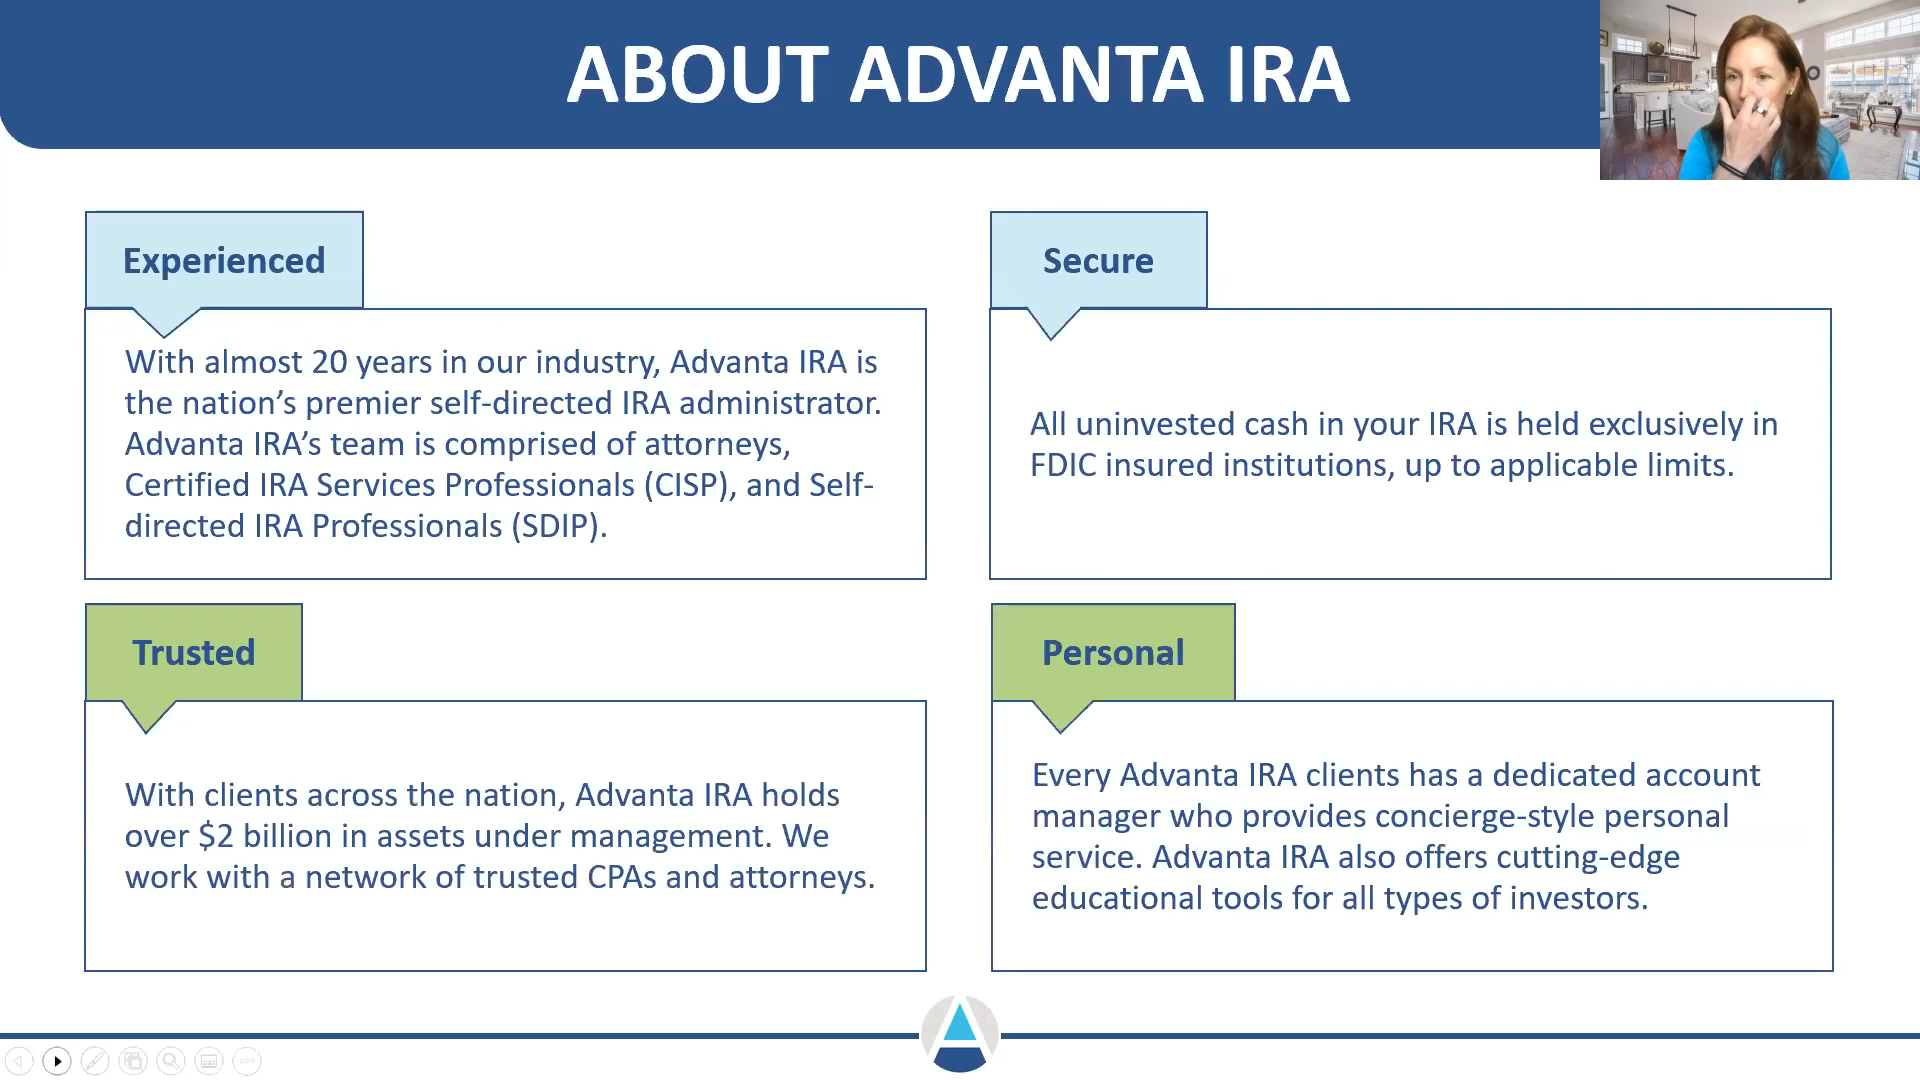 ABOUT ADVANTA IRA
Experienced
With almost 20 years in our industry, Advanta IRA is
the nation’s premier self-directed IRA administrator.
Advanta IRA’s team is comprised of attorneys,
Certified IRA Services Professionals (CISP), and Self-
directed IRA Professionals (SDIP).
Secure
All uninvested cash in your IRA is held exclusively in
FDIC insured institutions, up to applicable limits.
Trusted
With clients across the nation, Advanta IRA holds
over $2 billion in assets under management. We
work with a network of trusted CPAs and attorneys.
Personal
Every Advanta IRA clients has a dedicated account
manager who provides concierge-style personal
service. Advanta IRA also offers cutting-edge
educational tools for all types of investors.